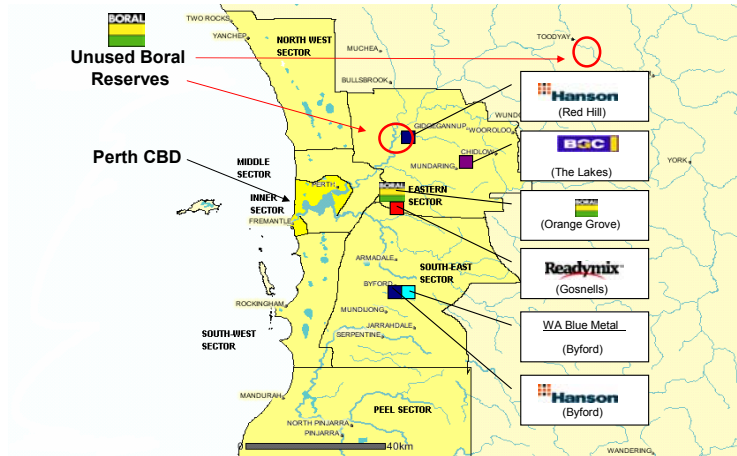 BORAL
Unused Boral
Reserves
Perth CBD
TWO ROCKS
YANCHEP
NORTH WEST
SECTOR
MUCHEA
BULLSBROOK
TOODYAY
GIDGEGANNUP
WOOROLOO
WUND
CHIDLOW
MUNDARING
YORK
MIDDLE
SECTOR
PERTH
INNER
SECTOR
FREMANTLE
BORAL
EASTERN
SECTOR
ARMADALE
SOUTH-EAST
SECTOR
BYFORD
ROCKINGHAM
MUNDIJONG
JARRAHDALE
SERPENTINE
SOUTH-WEST
SECTOR
MANDURAH
PEEL SECTOR
NORTH PINJARRA
PINJARRA
WANDERING
0
40km
Hanson
(Red Hill)
BGC
(The Lakes)
BORAL
(Orange Grove)
Readymix
(Gosnells)
WA Blue Metal
(Byford)
Hanson
(Byford)